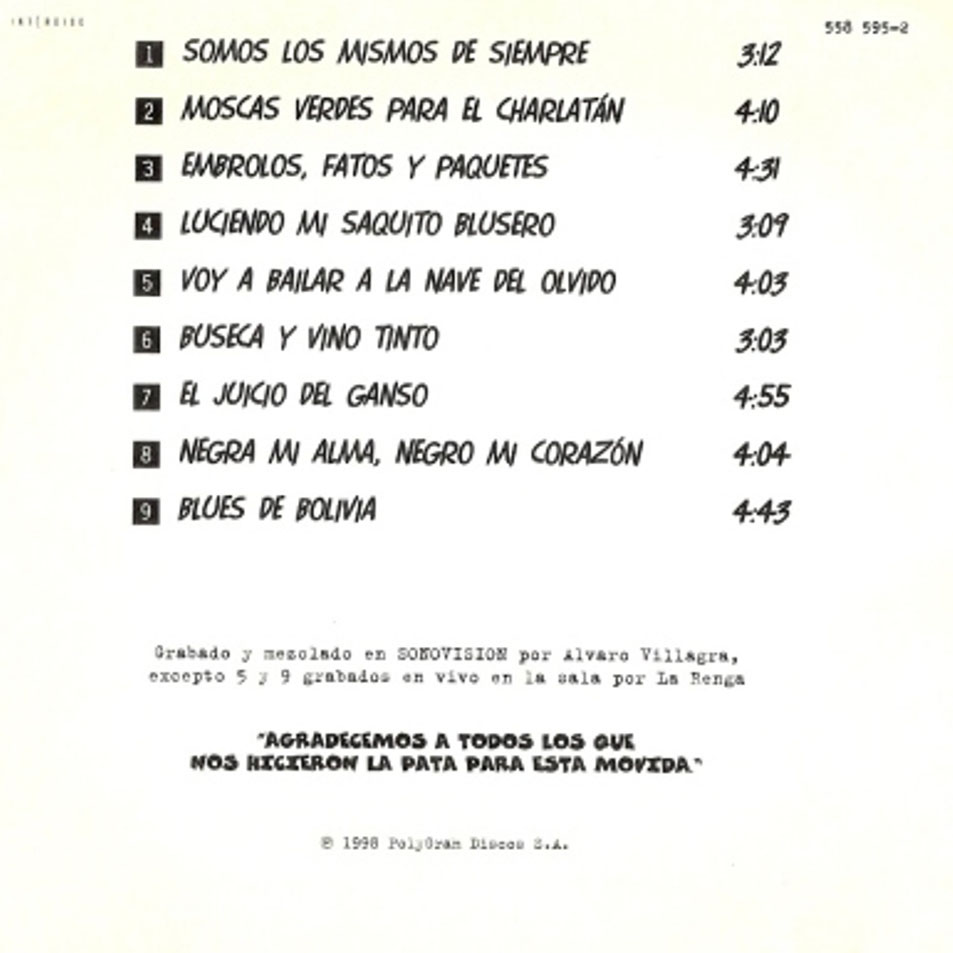 INTERDISC
558 595-2
1 SOMOS LOS MISMOS DE SIEMPRE 3:12
2 MOSCAS VERDES PARA EL CHARLATÁN 4:10
3 EMBROLOS, FATOS Y PAQUETES 4:31
4 LUCIENDO MI SAQUITO BLUSERO 3:09
5 VOY A BAILAR A LA NAVE DEL OLVIDO 4:03
6 BUSECA Y VINO TINTO 3:03
7 EL JUICIO DEL GANSO 4:55
8 NEGRA MI ALMA, NEGRO MI CORAZÓN 4:04
9 BLUES DE BOLIVIA 4:43
Grabado y mezclado en SONOVISION por Alvaro Villagra,
excepto 5 y 9 grabados en vivo en la sala por La Renga
"AGRADECEMOS A TODOS LOS QUE
NOS HICIERON LA PATA PARA ESTA MOVIDA"
℗ 1998 PolyGram Discos S.A.